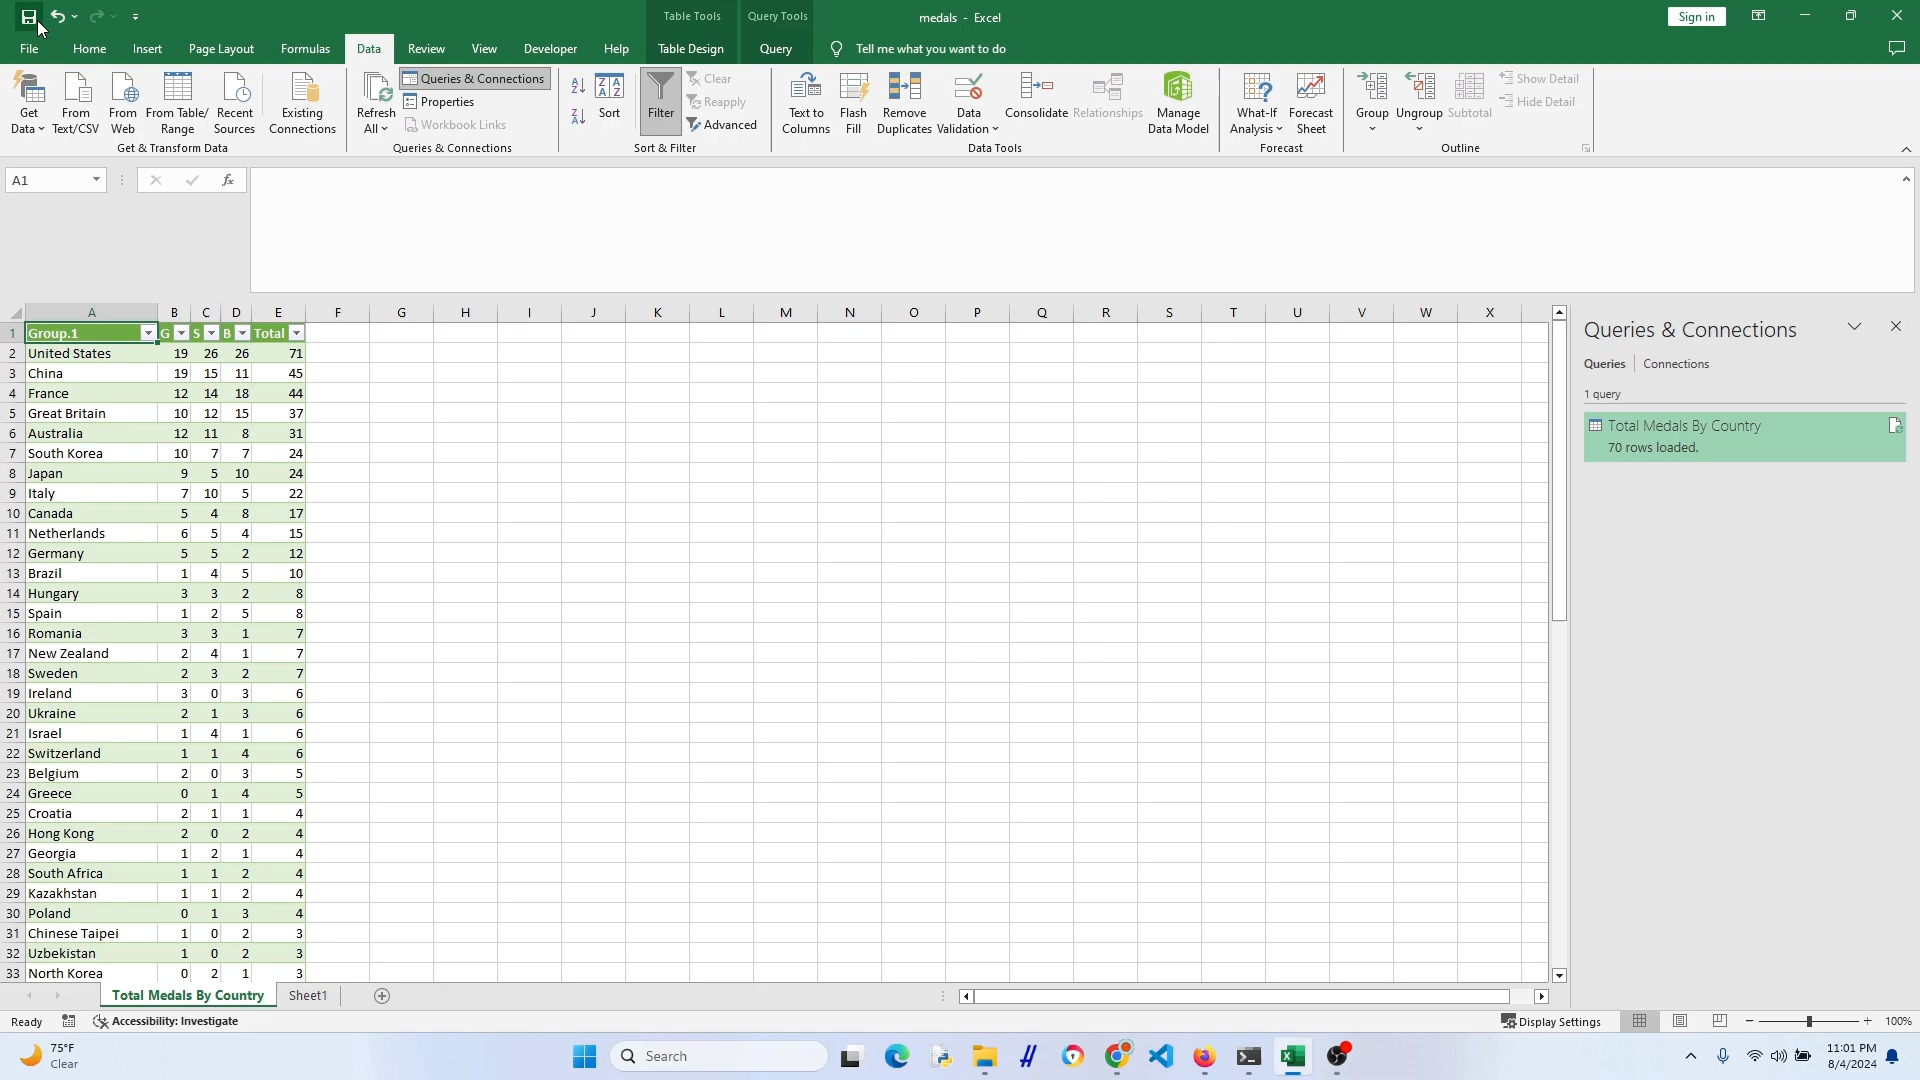 Table Tools Query Tools medals - Excel Sign in
File Home Insert Page Layout Formulas Data Review View Developer Help Table Design Query Tell me what you want to do
Get Data From Text/CSV From Web From Table/ Range Recent Sources Existing Connections
Get & Transform Data
Refresh All Queries & Connections Properties Workbook Links
Queries & Connections
Sort Filter Clear Reapply Advanced
Sort & Filter
Text to Columns Flash Fill Remove Duplicates Data Validation Consolidate Relationships Manage Data Model
Data Tools
What-If Analysis Forecast Sheet
Forecast
Group Ungroup Subtotal Show Detail Hide Detail
Outline
A1 fx
A B C D E F G H I J K L M N O P Q R S T U V W X
1 Group.1 G S B Total
2 United States 19 26 26 71
3 China 19 15 11 45
4 France 12 14 18 44
5 Great Britain 10 12 15 37
6 Australia 12 11 8 31
7 South Korea 10 7 7 24
8 Japan 9 5 10 24
9 Italy 7 10 5 22
10 Canada 5 4 8 17
11 Netherlands 6 5 4 15
12 Germany 5 5 2 12
13 Brazil 1 4 5 10
14 Hungary 3 3 2 8
15 Spain 1 2 5 8
16 Romania 3 3 1 7
17 New Zealand 2 4 1 7
18 Sweden 2 3 2 7
19 Ireland 3 0 3 6
20 Ukraine 2 1 3 6
21 Israel 1 4 1 6
22 Switzerland 1 1 4 6
23 Belgium 2 0 3 5
24 Greece 0 1 4 5
25 Croatia 2 1 1 4
26 Hong Kong 2 0 2 4
27 Georgia 1 2 1 4
28 South Africa 1 1 2 4
29 Kazakhstan 1 1 2 4
30 Poland 0 1 3 4
31 Chinese Taipei 1 0 2 3
32 Uzbekistan 1 0 2 3
33 North Korea 0 2 1 3
Queries & Connections
Queries Connections
1 query
Total Medals By Country
70 rows loaded.
Total Medals By Country Sheet1
Ready Accessibility: Investigate Display Settings 100%
75°F
Clear
Search
11:01 PM
8/4/2024